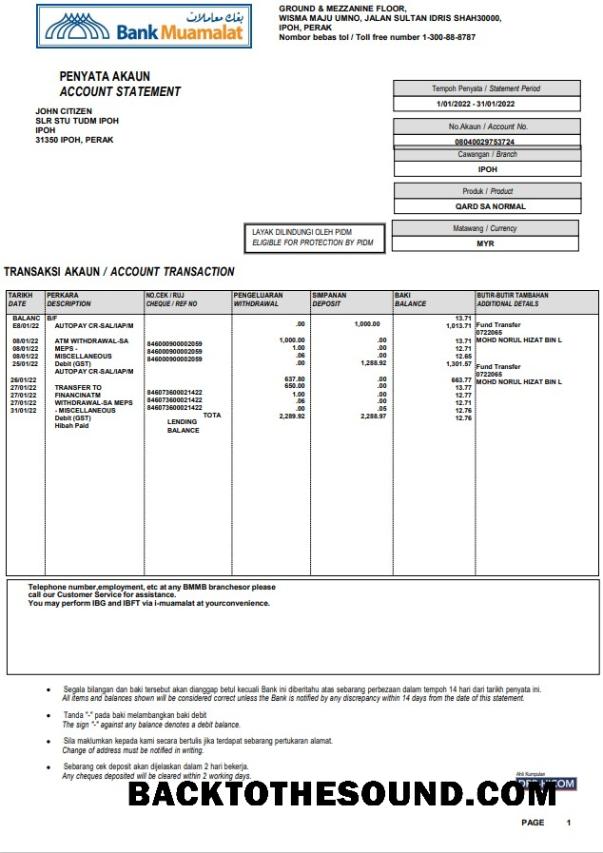 بنك معاملات
Bank Muamalat
GROUND & MEZZANINE FLOOR,
WISMA MAJU UMNO, JALAN SULTAN IDRIS SHAH30000,
IPOH, PERAK
Nombor bebas tol / Toll free number 1-300-88-8787
PENYATA AKAUN
ACCOUNT STATEMENT
JOHN CITIZEN
SLR STU TUDM IPOH
IPOH
31350 IPOH, PERAK
Tempoh Penyata / Statement Period
1/01/2022 - 31/01/2022
No.Akaun / Account No.
08040029753724
Cawangan / Branch
IPOH
Produk / Product
QARD SA NORMAL
Matawang / Currency
MYR
LAYAK DILINDUNGI OLEH PIDM
ELIGIBLE FOR PROTECTION BY PIDM
TRANSAKSI AKAUN / ACCOUNT TRANSACTION
TARIKH PERKARA NO.CEK / RUJ PENGELUARAN SIMPANAN BAKI BUTIR-BUTIR TAMBAHAN
DATE DESCRIPTION CHEQUE / REF NO WITHDRAWAL DEPOSIT BALANCE ADDITIONAL DETAILS
BALANC B/F 13.71
E8/01/22 AUTOPAY CR-SAL/IAP/M .00 1,000.00 1,013.71 Fund Transfer
0722065
08/01/22 ATM WITHDRAWAL-SA 846000900002059 1,000.00 .00 13.71 MOHD NORUL HIZAT BIN L
08/01/22 MEPS - 846000900002059 1.00 .00 12.71
08/01/22 MISCELLANEOUS 846000900002059 .06 .00 12.65
25/01/22 Debit (GST) .00 1,288.92 1,301.57 Fund Transfer
AUTOPAY CR-SAL/IAP/M 0722065
26/01/22 637.80 .00 663.77 MOHD NORUL HIZAT BIN L
27/01/22 TRANSFER TO 846073600021422 650.00 .00 13.77
27/01/22 FINANCINATM 846073600021422 1.00 .00 12.77
27/01/22 WITHDRAWAL-SA MEPS 846073600021422 .06 .00 12.71
31/01/22 - MISCELLANEOUS .00 .05 12.76
Debit (GST) TOTA 2,289.92 2,288.97 12.76
Hibah Paid LENDING
BALANCE
Telephone number,employment, etc at any BMMB branchesor please
call our Customer Service for assistance.
You may perform IBG and IBFT via i-muamalat at yourconvenience.
• Segala bilangan dan baki tersebut akan dianggap betul kecuali Bank ini diberitahu atas sebarang perbezaan dalam tempoh 14 hari dari tarikh penyata ini.
All items and balances shown will be considered correct unless the Bank is notified by any discrepancy within 14 days from the date of this statement.
• Tanda "-" pada baki melambangkan baki debit
The sign "-" against any balance denotes a debit balance.
• Sila maklumkan kepada kami secara bertulis jika terdapat sebarang pertukaran alamat.
Change of address must be notified in writing.
• Sebarang cek deposit akan dijelaskan dalam 2 hari bekerja.
Any cheques deposited will be cleared within 2 working days.
Ahli Kumpulan
BACKTOTHESOUND.COM
PAGE 1